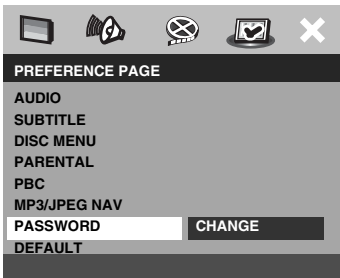 PREFERENCE PAGE
AUDIO
SUBTITLE
DISC MENU
PARENTAL
PBC
MP3/JPEG NAV
PASSWORD CHANGE
DEFAULT